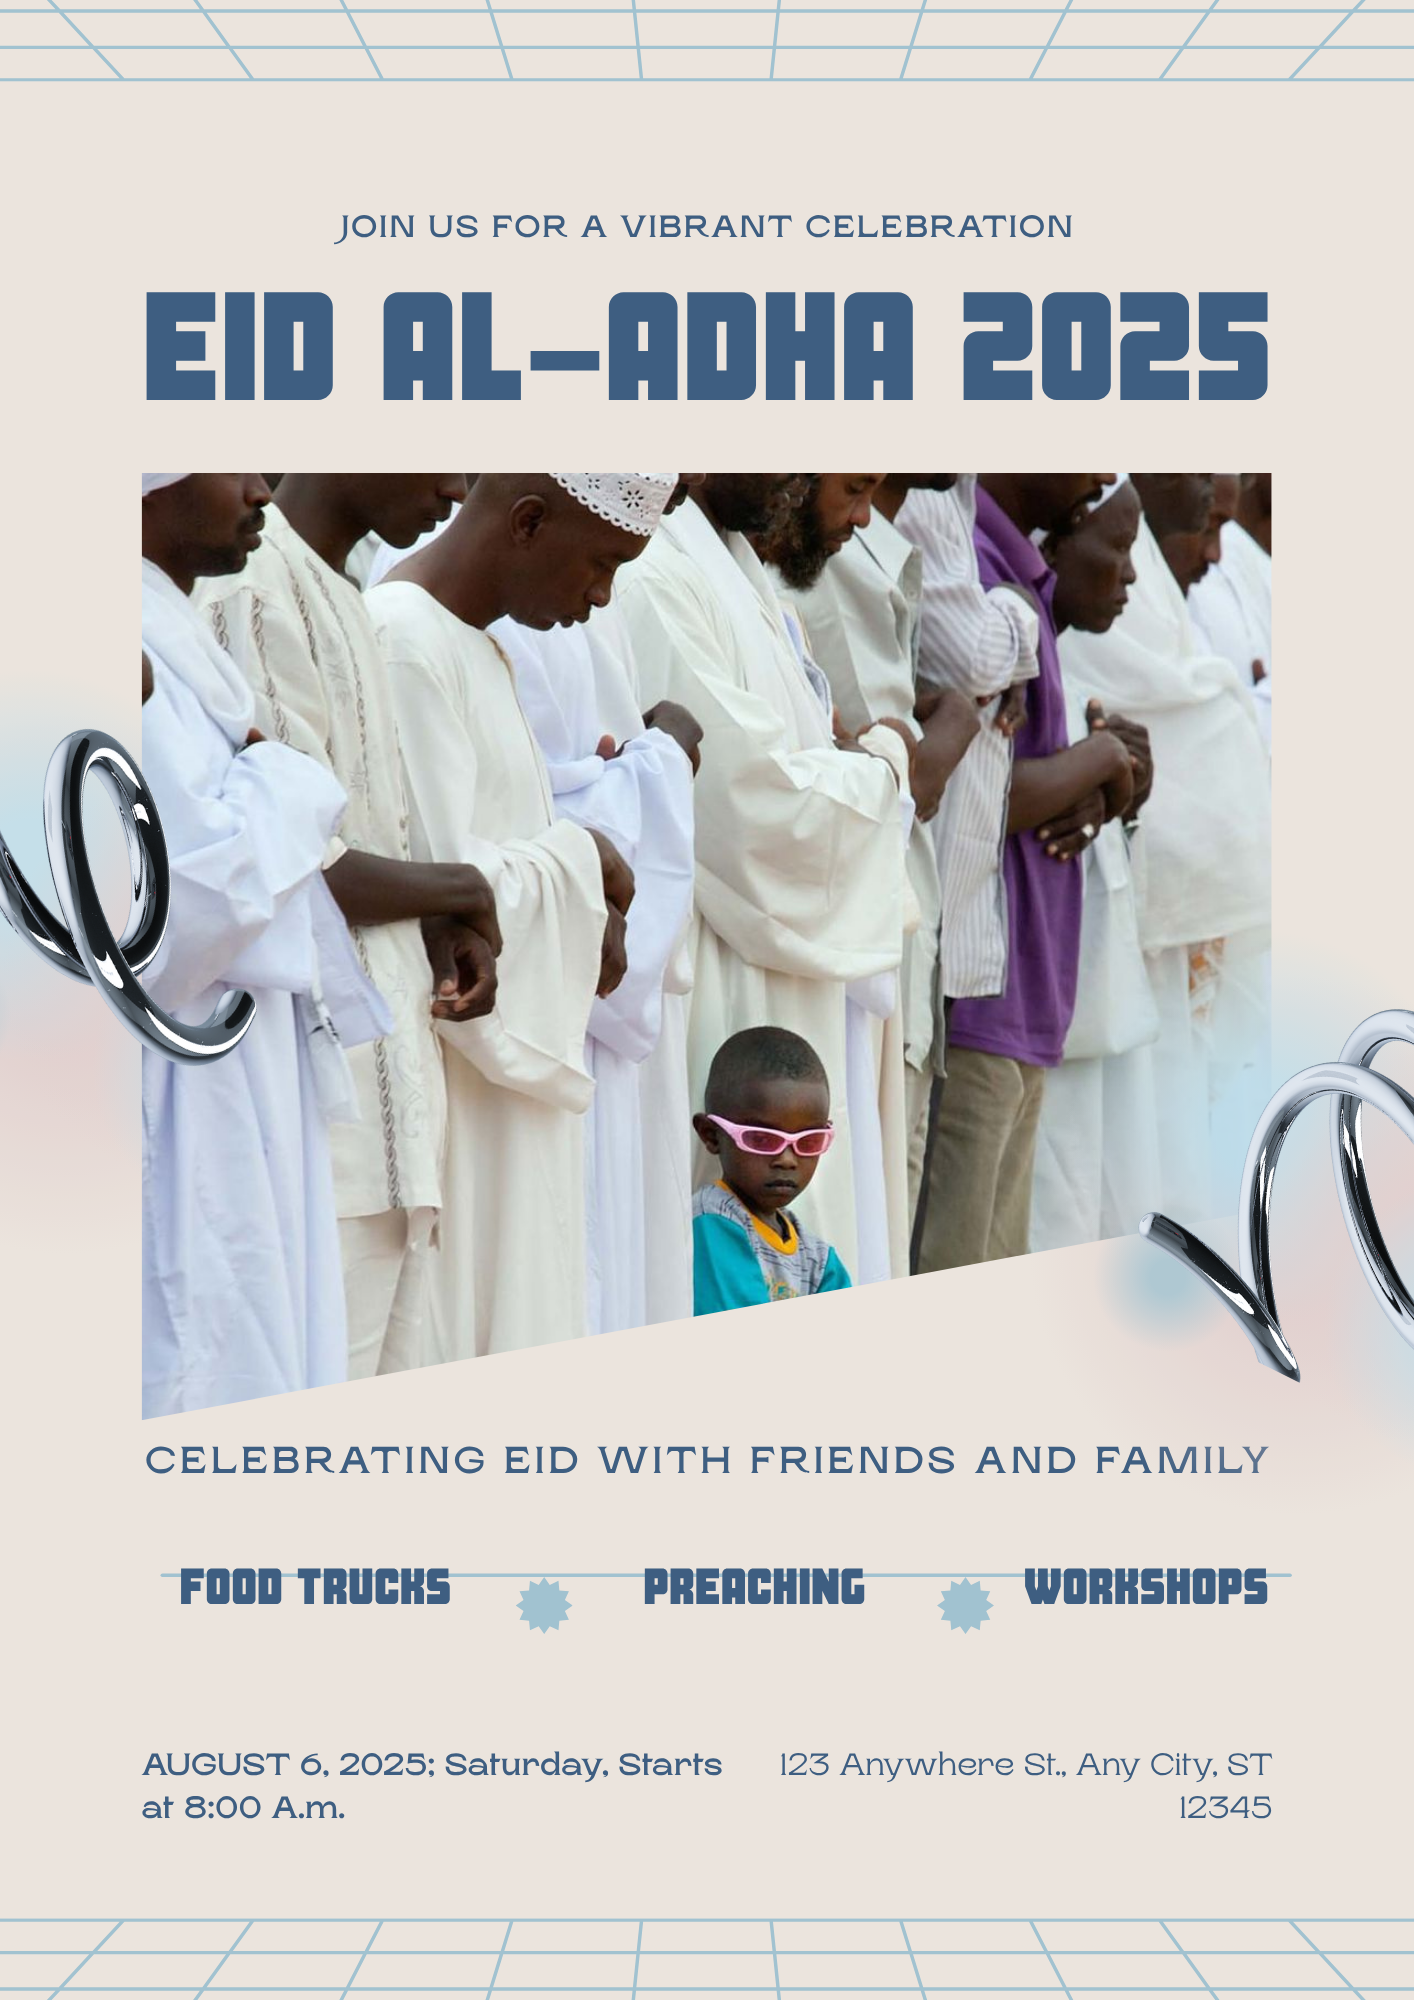 JOIN US FOR A VIBRANT CELEBRATION
EID AL-ADHA 2025
CELEBRATING EID WITH FRIENDS AND FAMILY
FOOD TRUCKS
PREACHING
WORKSHOPS
AUGUST 6, 2025; Saturday, Starts
at 8:00 A.m.
123 Anywhere St., Any City, ST
12345